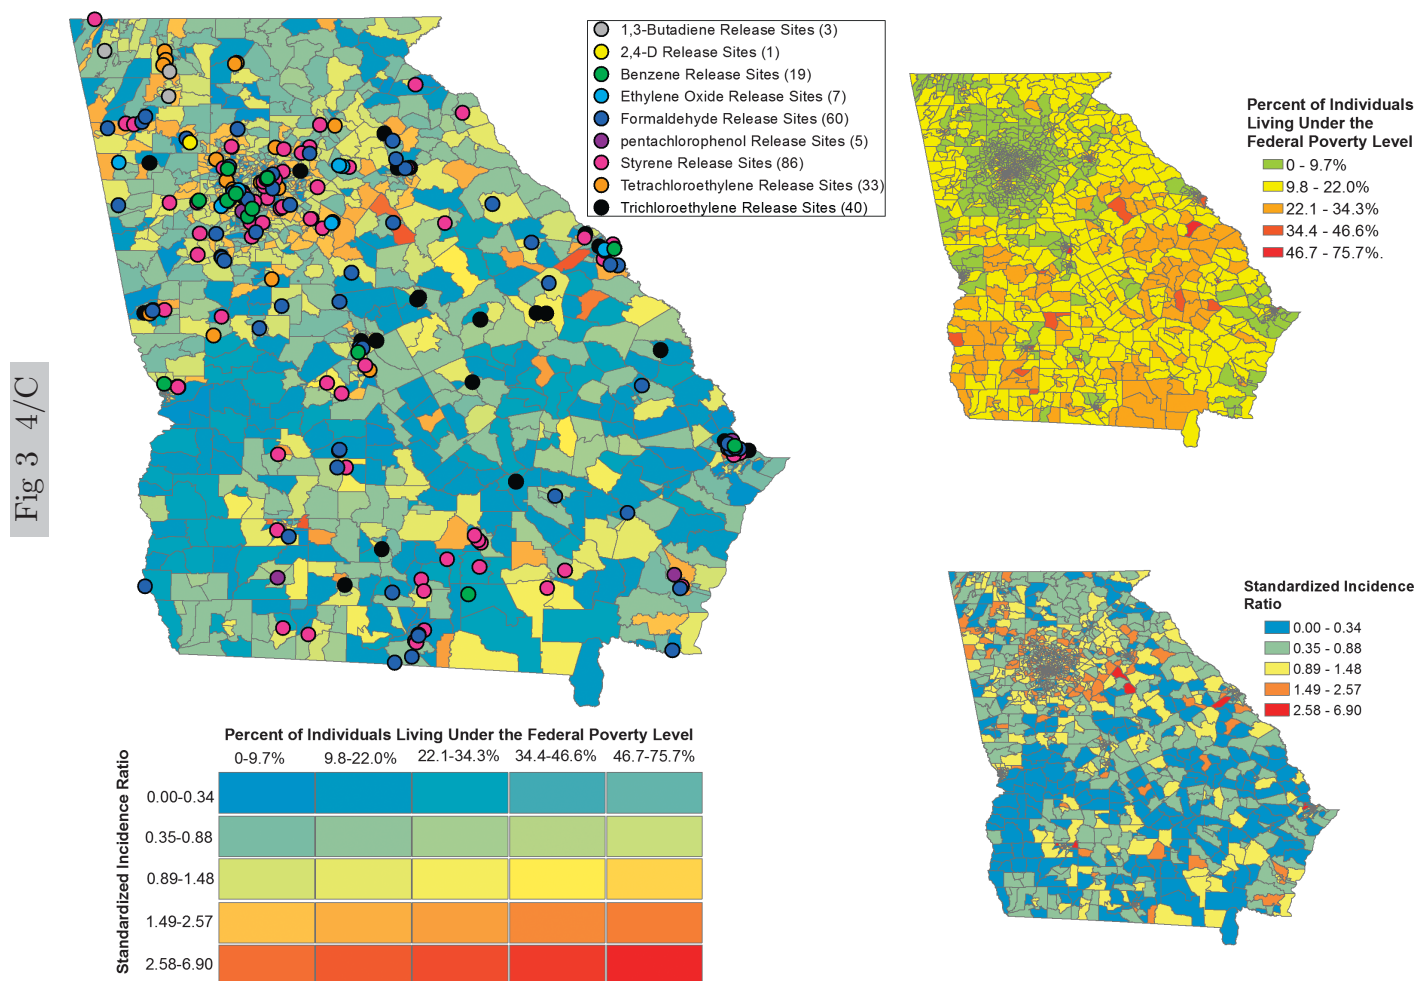 1,3-Butadiene Release Sites (3)
2,4-D Release Sites (1)
Benzene Release Sites (19)
Ethylene Oxide Release Sites (7)
Formaldehyde Release Sites (60)
pentachlorophenol Release Sites (5)
Styrene Release Sites (86)
Tetrachloroethylene Release Sites (33)
Trichloroethylene Release Sites (40)
Percent of Individuals
Living Under the
Federal Poverty Level
0 - 9.7%
9.8 - 22.0%
22.1 - 34.3%
34.4 - 46.6%
46.7 - 75.7%.
Fig 3 4/C
Standardized Incidence
Ratio
0.00 - 0.34
0.35 - 0.88
0.89 - 1.48
1.49 - 2.57
2.58 - 6.90
Percent of Individuals Living Under the Federal Poverty Level
0-9.7% 9.8-22.0% 22.1-34.3% 34.4-46.6% 46.7-75.7%
Standardized Incidence Ratio
0.00-0.34
0.35-0.88
0.89-1.48
1.49-2.57
2.58-6.90